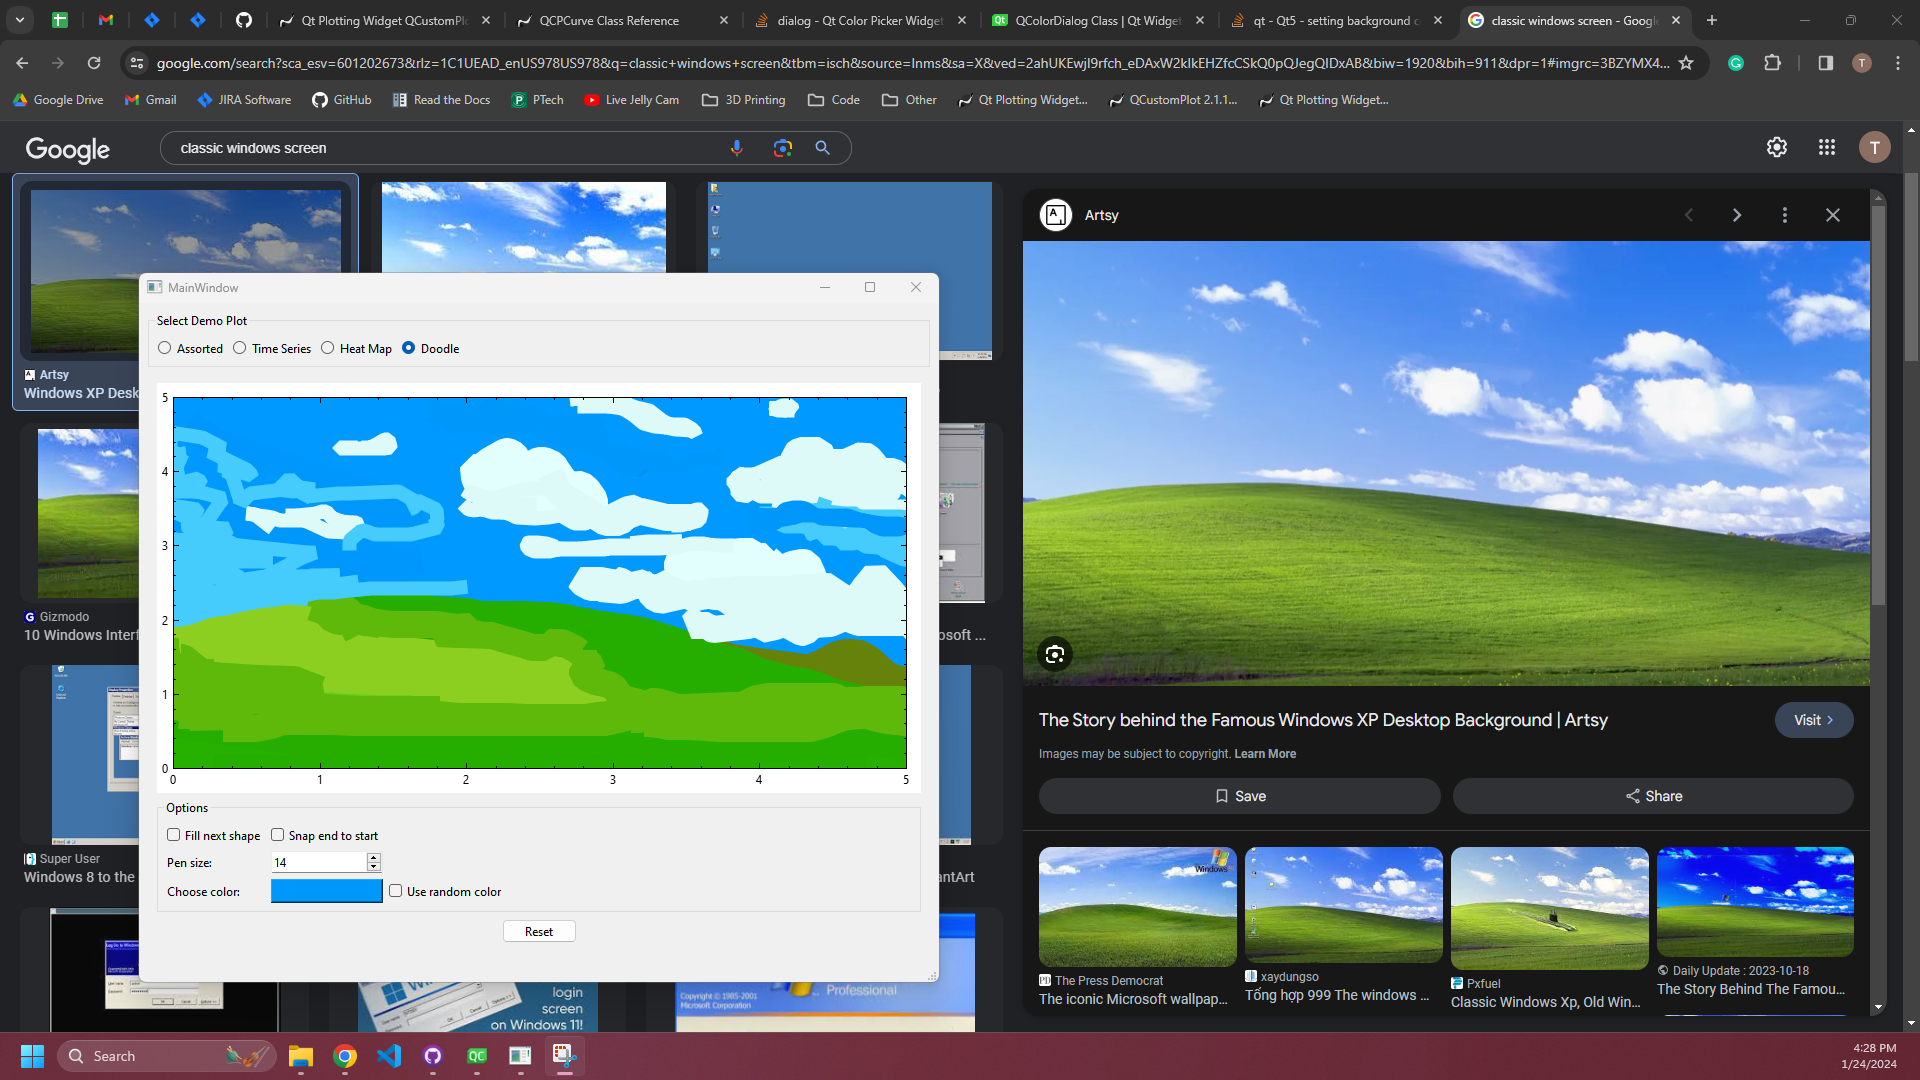 Qt Plotting Widget QCustomPl
QCPCurve Class Reference
dialog - Qt Color Picker Widget
QColorDialog Class | Qt Widget
qt - Qt5 - setting background c
classic windows screen - Googl
google.com/search?sca_esv=601202673&rlz=1C1UEAD_enUS978US978&q=classic+windows+screen&tbm=isch&source=lnms&sa=X&ved=2ahUKEwjI9rfch_eDAxW2kIkEHZfcCSkQ0pQJegQIDxAB&biw=1920&bih=911&dpr=1#imgrc=3BZYMX4...
Google Drive
Gmail
JIRA Software
GitHub
Read the Docs
PTech
Live Jelly Cam
3D Printing
Code
Other
Qt Plotting Widget...
QCustomPlot 2.1.1...
Qt Plotting Widget...
Google
classic windows screen
T
Artsy
Windows XP Desk
Gizmodo
10 Windows Interf
osoft ...
Super User
Windows 8 to the
antArt
MainWindow
Select Demo Plot
Assorted
Time Series
Heat Map
Doodle
5
4
3
2
1
0
0 1 2 3 4 5
Options
Fill next shape
Snap end to start
Pen size:
14
Choose color:
Use random color
Reset
login
screen
on Windows 11!
Copyright © 1985-2001
Microsoft Corporation
Professional
Artsy
The Story behind the Famous Windows XP Desktop Background | Artsy
Visit
Images may be subject to copyright. Learn More
Save
Share
Windows
The Press Democrat
The iconic Microsoft wallpap...
xaydungso
Tổng hợp 999 The windows ...
Pxfuel
Classic Windows Xp, Old Win...
Daily Update : 2023-10-18
The Story Behind The Famou...
Search
4:28 PM
1/24/2024